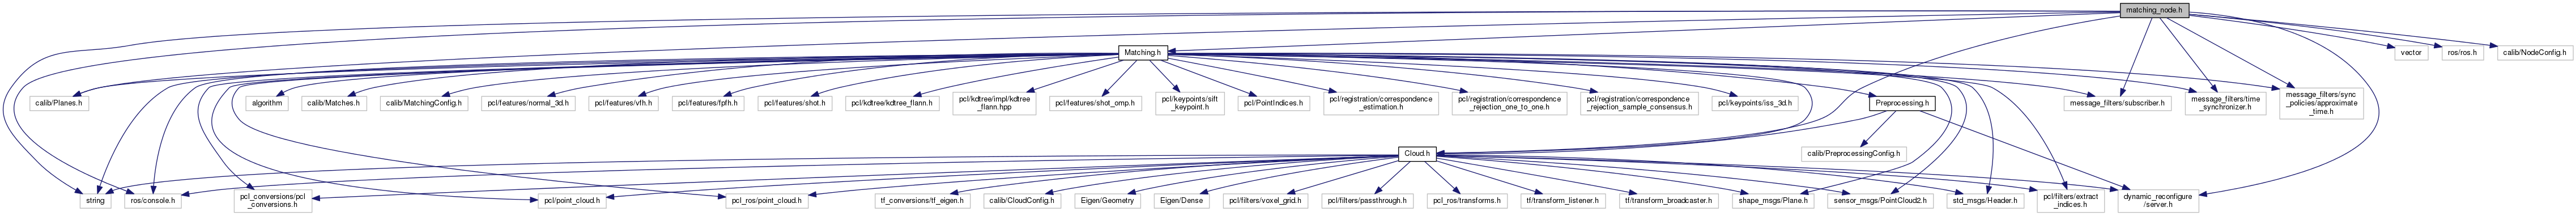 matching_node.h
Matching.h
vector
ros/ros.h
calib/NodeConfig.h
calib/Planes.h
algorithm
calib/Matches.h
calib/MatchingConfig.h
pcl/features/normal_3d.h
pcl/features/vfh.h
pcl/features/fpfh.h
pcl/features/shot.h
pcl/kdtree/kdtree_flann.h
pcl/kdtree/impl/kdtree
_flann.hpp
pcl/features/shot_omp.h
pcl/keypoints/sift
_keypoint.h
pcl/PointIndices.h
pcl/registration/correspondence
_estimation.h
pcl/registration/correspondence
_rejection_one_to_one.h
pcl/registration/correspondence
_rejection_sample_consensus.h
pcl/keypoints/iss_3d.h
Preprocessing.h
message_filters/subscriber.h
message_filters/time
_synchronizer.h
message_filters/sync
_policies/approximate
_time.h
Cloud.h
calib/PreprocessingConfig.h
string
ros/console.h
pcl_conversions/pcl
_conversions.h
pcl/point_cloud.h
pcl_ros/point_cloud.h
tf_conversions/tf_eigen.h
calib/CloudConfig.h
Eigen/Geometry
Eigen/Dense
pcl/filters/voxel_grid.h
pcl/filters/passthrough.h
pcl_ros/transforms.h
tf/transform_listener.h
tf/transform_broadcaster.h
shape_msgs/Plane.h
sensor_msgs/PointCloud2.h
std_msgs/Header.h
pcl/filters/extract
_indices.h
dynamic_reconfigure
/server.h